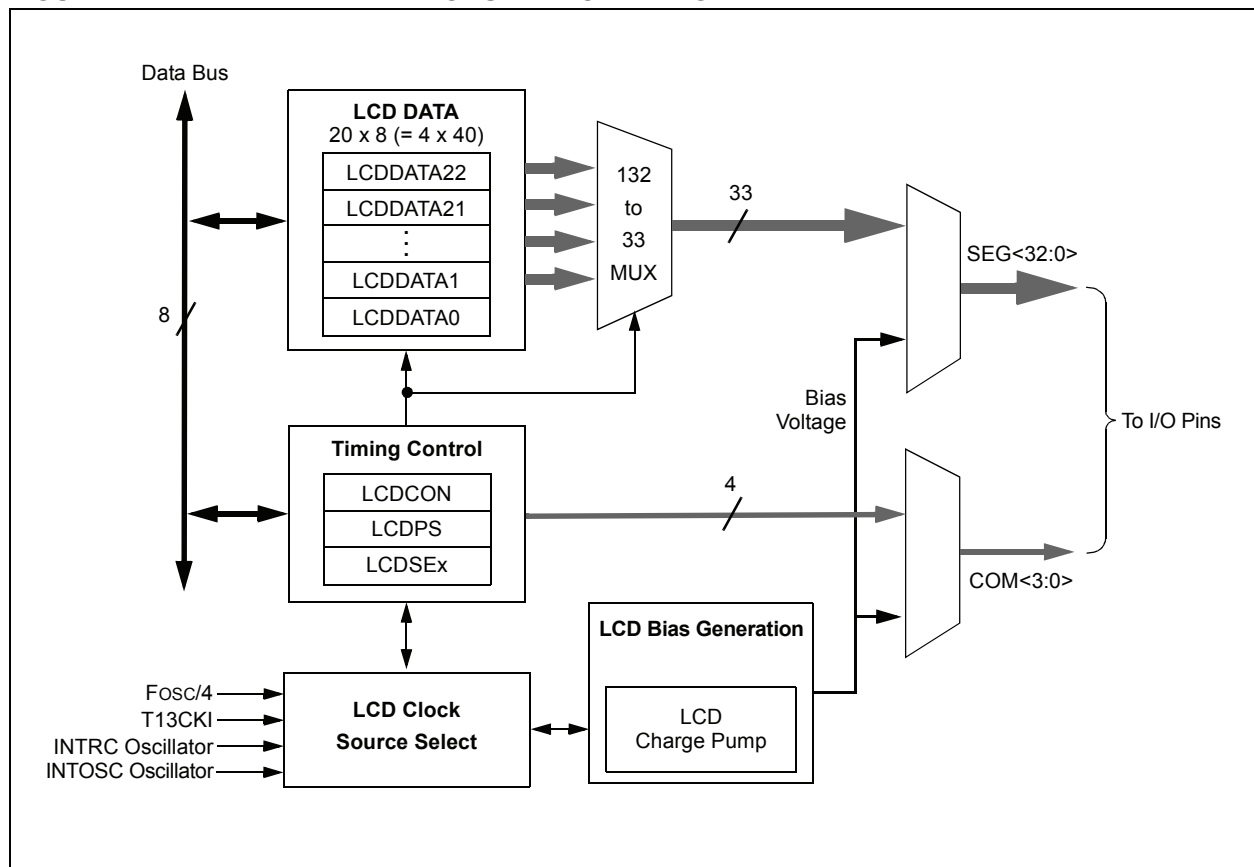 Data Bus
8
LCD DATA
20 x 8 (= 4 x 40)
LCDDATA22
LCDDATA21
⋮
LCDDATA1
LCDDATA0
132
to
33
MUX
33
SEG<32:0>
Bias
Voltage
To I/O Pins
Timing Control
LCDCON
LCDPS
LCDSEx
4
COM<3:0>
LCD Bias Generation
LCD
Charge Pump
FOSC/4
T13CKI
INTRC Oscillator
INTOSC Oscillator
LCD Clock
Source Select